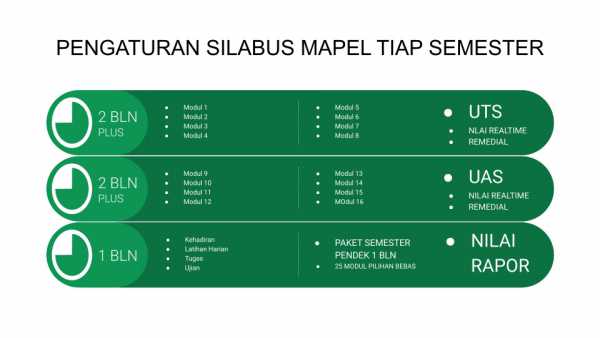 PENGATURAN SILABUS MAPEL TIAP SEMESTER
2 BLN
PLUS
Modul 1
Modul 2
Modul 3
Modul 4
Modul 5
Modul 6
Modul 7
Modul 8
UTS
NLAI REALTIME
REMEDIAL
2 BLN
PLUS
Modul 9
Modul 10
Modul 11
Modul 12
Modul 13
Modul 14
Modul 15
MOdul 16
UAS
NILAI REALTIME
REMEDIAL
1 BLN
Kehadiran
Latihan Harian
Tugas
Ujian
PAKET SEMESTER
PENDEK 1 BLN
25 MODUL PILIHAN BEBAS
NILAI
RAPOR